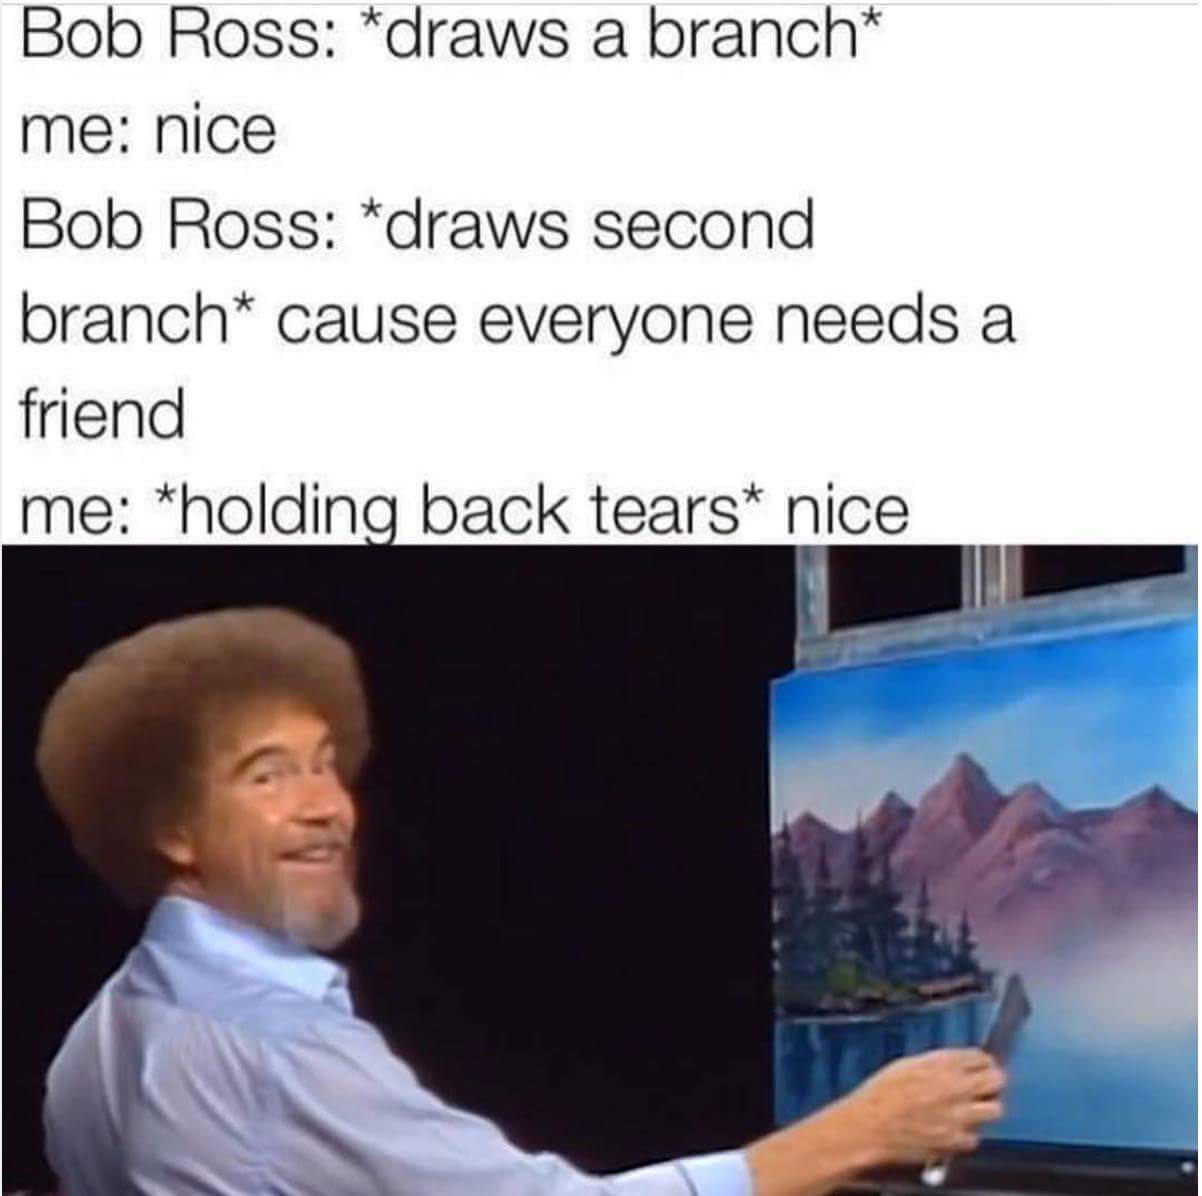 Bob Ross: *draws a branch*
me: nice
Bob Ross: *draws second
branch* cause everyone needs a
friend
me: *holding back tears* nice